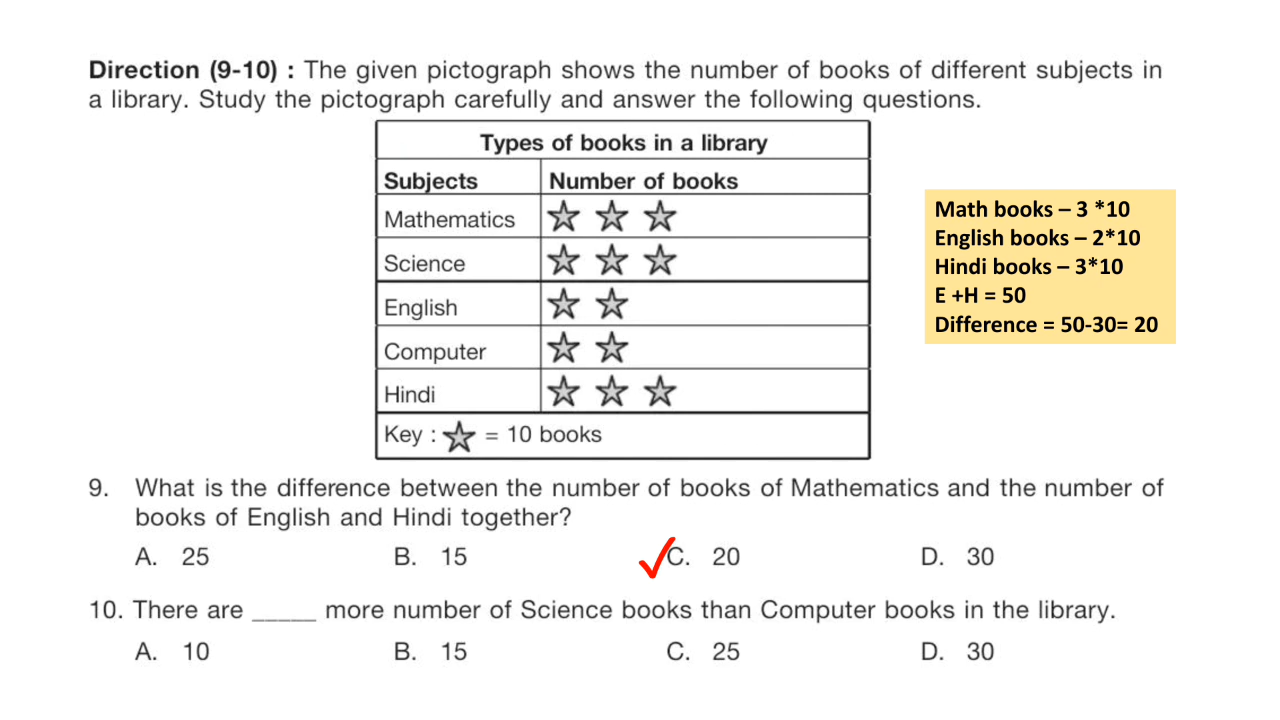 Direction (9-10) : The given pictograph shows the number of books of different subjects in
a library. Study the pictograph carefully and answer the following questions.
Types of books in a library
Subjects Number of books
Mathematics
Science
English
Computer
Hindi
Key : = 10 books
Math books – 3 *10
English books – 2*10
Hindi books – 3*10
E +H = 50
Difference = 50-30= 20
9. What is the difference between the number of books of Mathematics and the number of
books of English and Hindi together?
A. 25 B. 15 C. 20 D. 30
10. There are _____ more number of Science books than Computer books in the library.
A. 10 B. 15 C. 25 D. 30